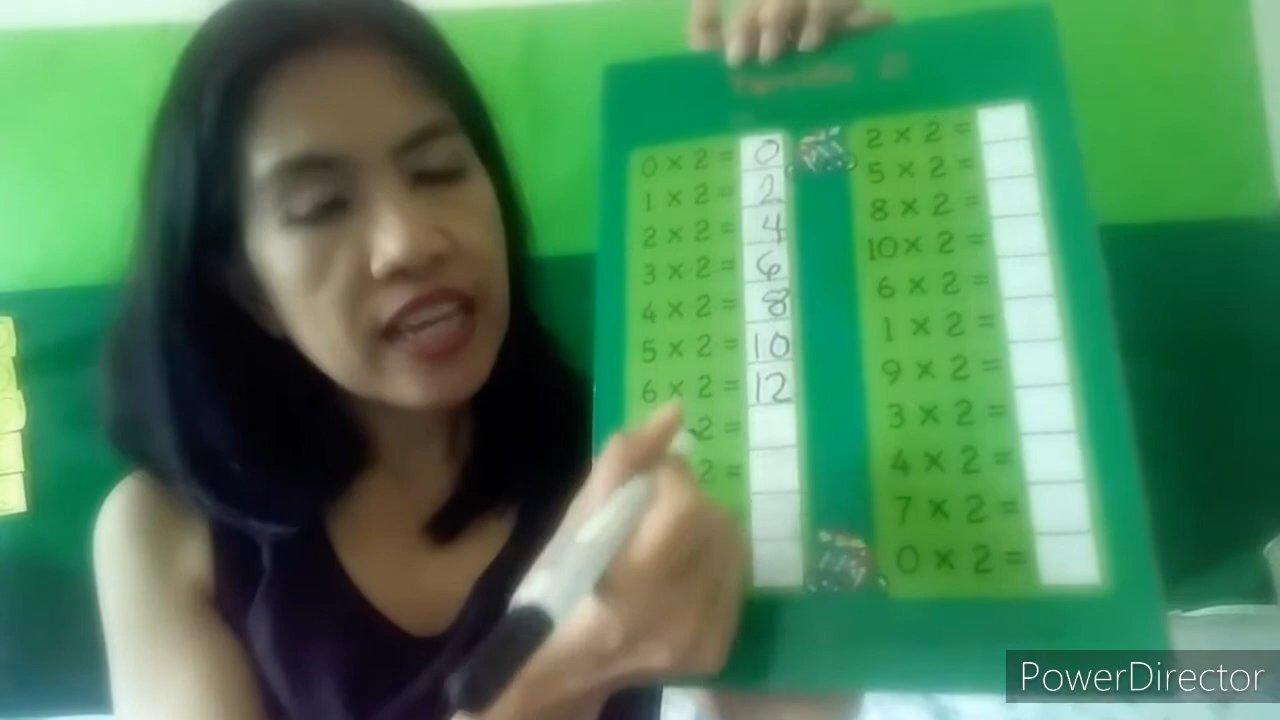 0 x 2 = 0
1 x 2 = 2
2 x 2 = 4
3 x 2 = 6
4 x 2 = 8
5 x 2 = 10
6 x 2 = 12
2 =
2 =
2 x 2 =
5 x 2 =
8 x 2 =
10 x 2 =
6 x 2 =
1 x 2 =
9 x 2 =
3 x 2 =
4 x 2 =
7 x 2 =
0 x 2 =
PowerDirector